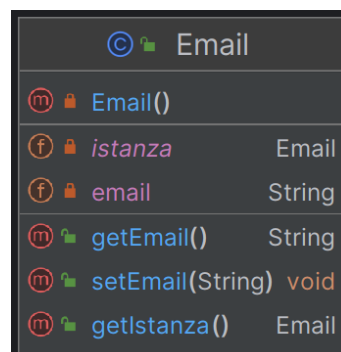 Email
Email()
istanza Email
email String
getEmail() String
setEmail(String) void
getIstanza() Email